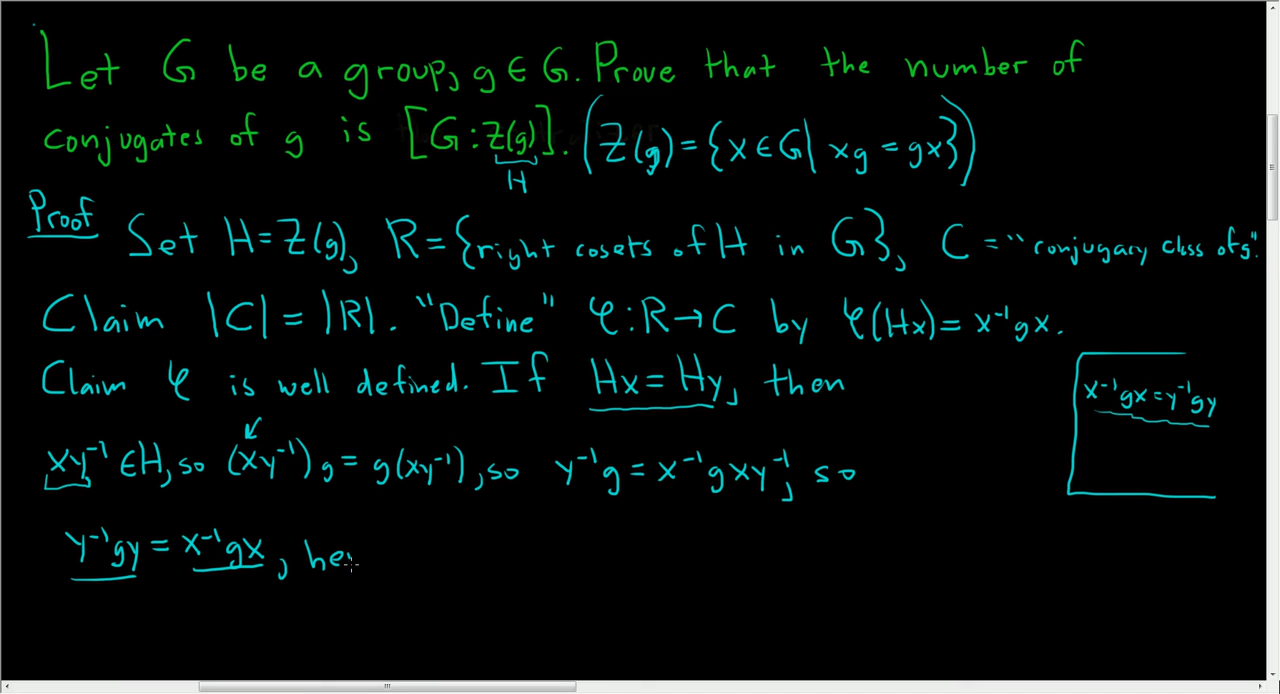 Let G be a group, g ∈ G. Prove that the number of
conjugates of g is [G : Z(g)]. (Z(g) = {x ∈ G | xg = gx})
H
Proof Set H = Z(g), R = {right cosets of H in G}, C = "conjugacy class of g".
Claim |C| = |R|. "Define" φ : R → C by φ(Hx) = x⁻¹gx.
Claim φ is well defined. If Hx = Hy, then
x⁻¹gx = y⁻¹gy
xy⁻¹ ∈ H, so (xy⁻¹)g = g(xy⁻¹), so y⁻¹g = x⁻¹gxy⁻¹, so
y⁻¹gy = x⁻¹gx,